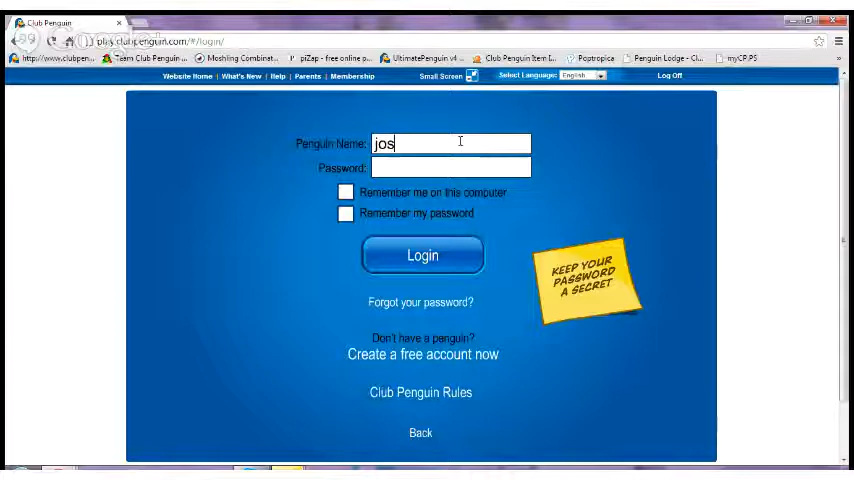 Club Penguin
play.clubpenguin.com/#/login/
http://www.clubpen... Team Club Penguin... Moshling Combinat... piZap - free online p... UltimatePenguin v4 ... Club Penguin Item I... Poptropica Penguin Lodge - Cl... myCP.PS
Website Home | What's New | Help | Parents | Membership Small Screen Select Language: English Log Off
Penguin Name: jos
Password:
Remember me on this computer
Remember my password
Login
KEEP YOUR
PASSWORD
A SECRET
Forgot your password?
Don't have a penguin?
Create a free account now
Club Penguin Rules
Back